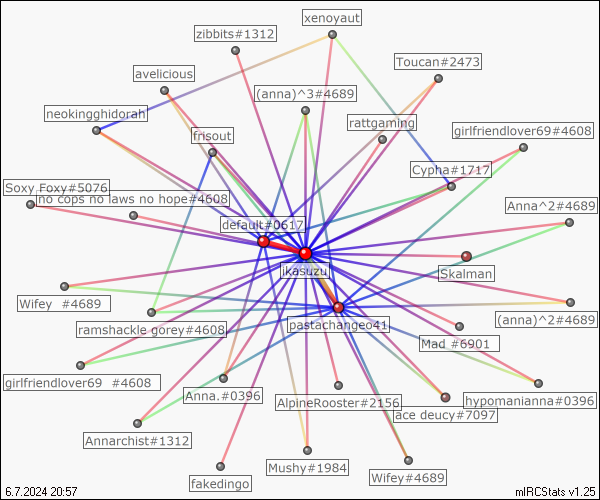 xenoyaut
zibbits#1312
Toucan#2473
avelicious
(anna)^3#4689
neokingghidorah
rattgaming
girlfriendlover69#4608
frisout
Cypha#1717
Soxy Foxy#5076
no cops no laws no hope#4608
Anna^2#4689
default#0617
jkasuzu
Skalman
Wifey  #4689
(anna)^2#4689
pastachangeo41
ramshackle gorey#4608
Mad #6901
girlfriendlover69  #4608
Anna.#0396
AlpineRooster#2156
hypomanianna#0396
ace deucy#7097
Annarchist#1312
Mushy#1984
Wifey#4689
fakedingo
6.7.2024 20:57
mIRCStats v1.25